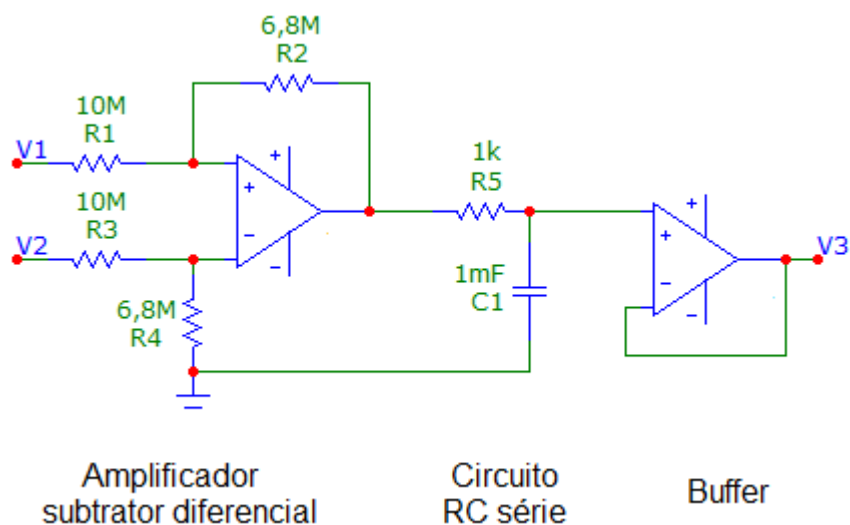 6,8M
R2
10M
R1
V1
+
+
10M
R3
V2
−
−
6,8M
R4
1k
R5
1mF
C1
+
+
−
−
V3
Amplificador
subtrator diferencial
Circuito
RC série
Buffer